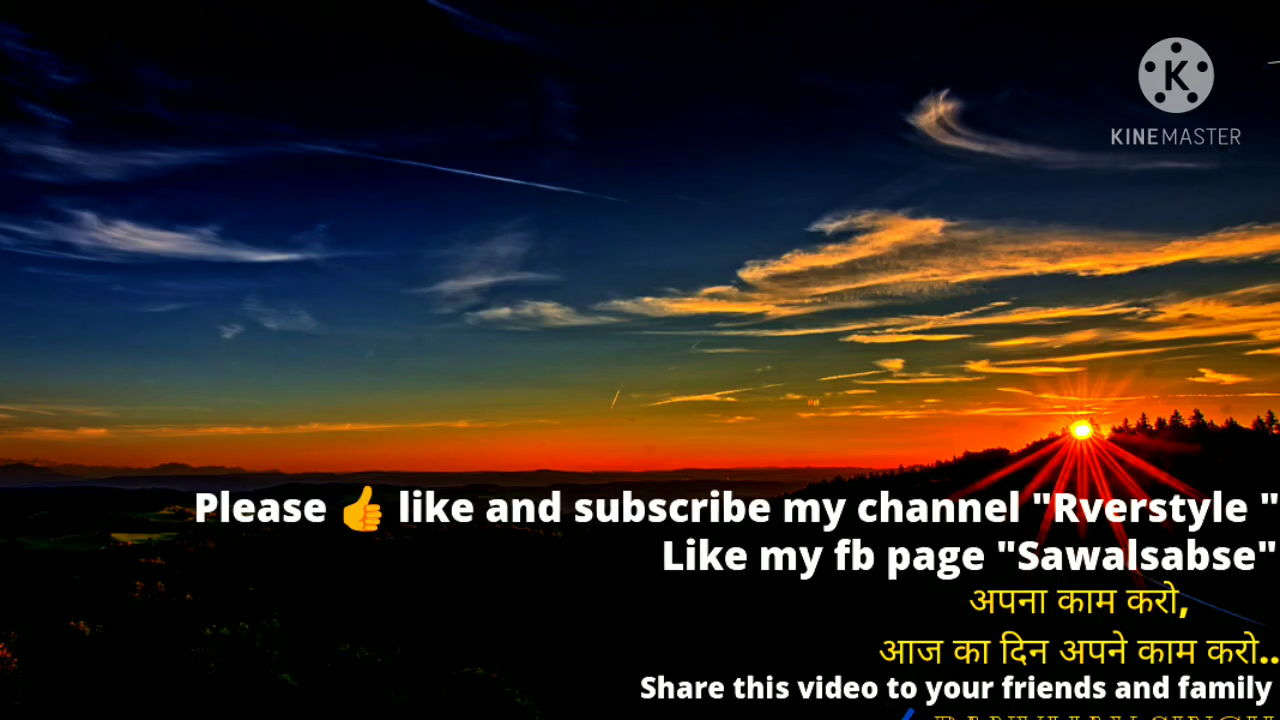 K
KINEMASTER
Please 👍 like and subscribe my channel "Rverstyle "
Like my fb page "Sawalsabse"
अपना काम करो,
आज का दिन अपने काम करो..
Share this video to your friends and family